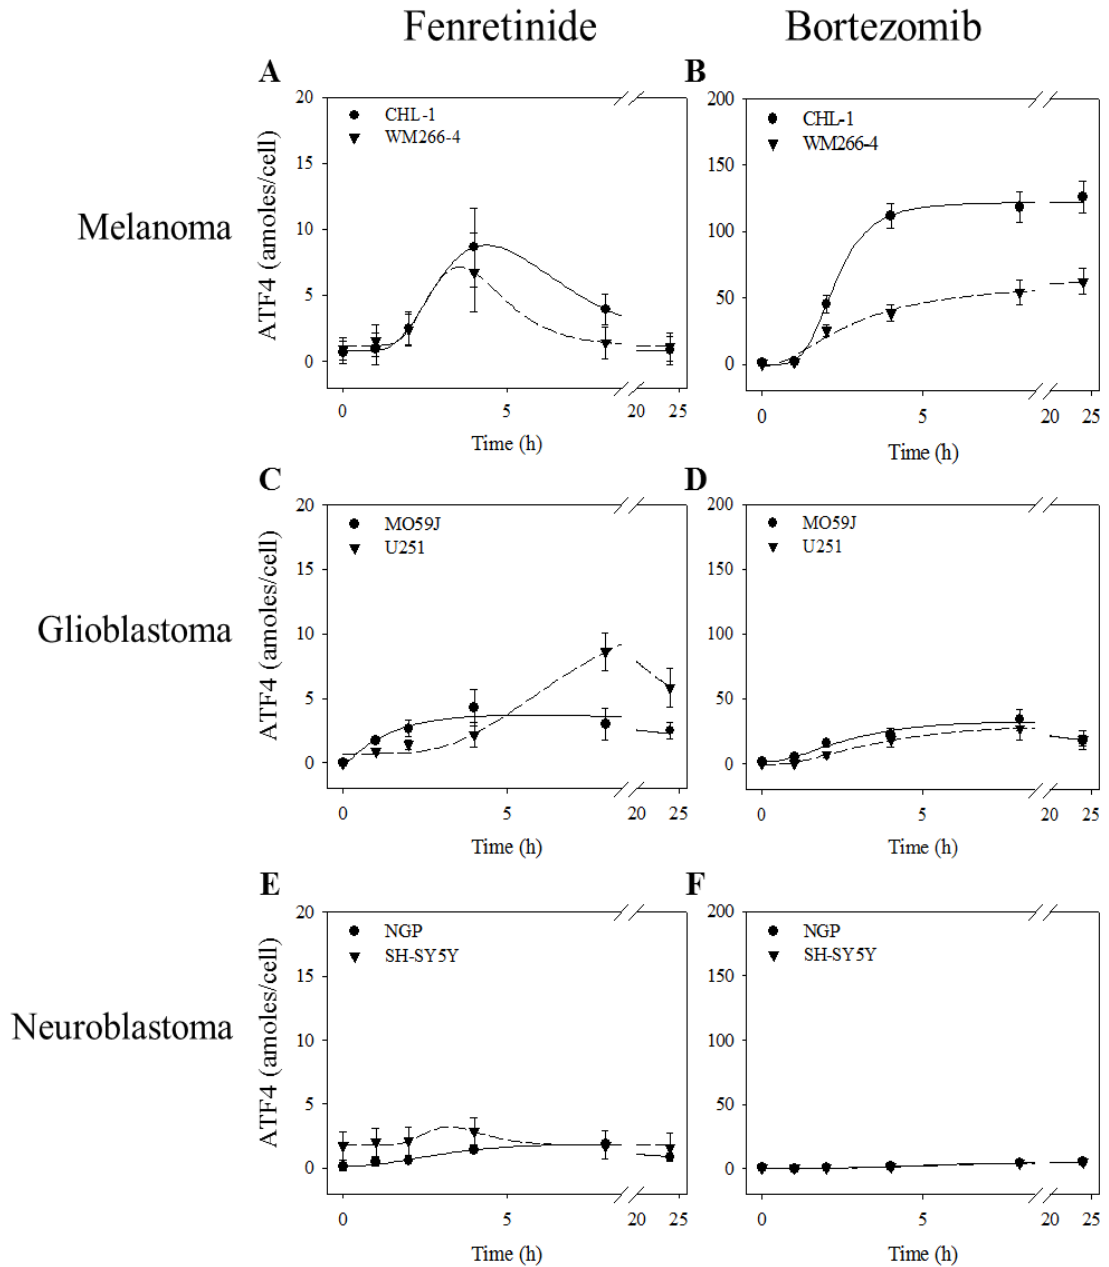 Fenretinide
Bortezomib
Melanoma
A
20
15
10
5
0
ATF4 (amoles/cell)
CHL-1
WM266-4
0
5
20
25
Time (h)
B
200
150
100
50
0
CHL-1
WM266-4
0
5
20
25
Time (h)
Glioblastoma
C
20
15
10
5
0
ATF4 (amoles/cell)
MO59J
U251
0
5
20
25
Time (h)
D
200
150
100
50
0
MO59J
U251
0
5
20
25
Time (h)
Neuroblastoma
E
20
15
10
5
0
ATF4 (amoles/cell)
NGP
SH-SY5Y
0
5
20
25
Time (h)
F
200
150
100
50
0
NGP
SH-SY5Y
0
5
20
25
Time (h)